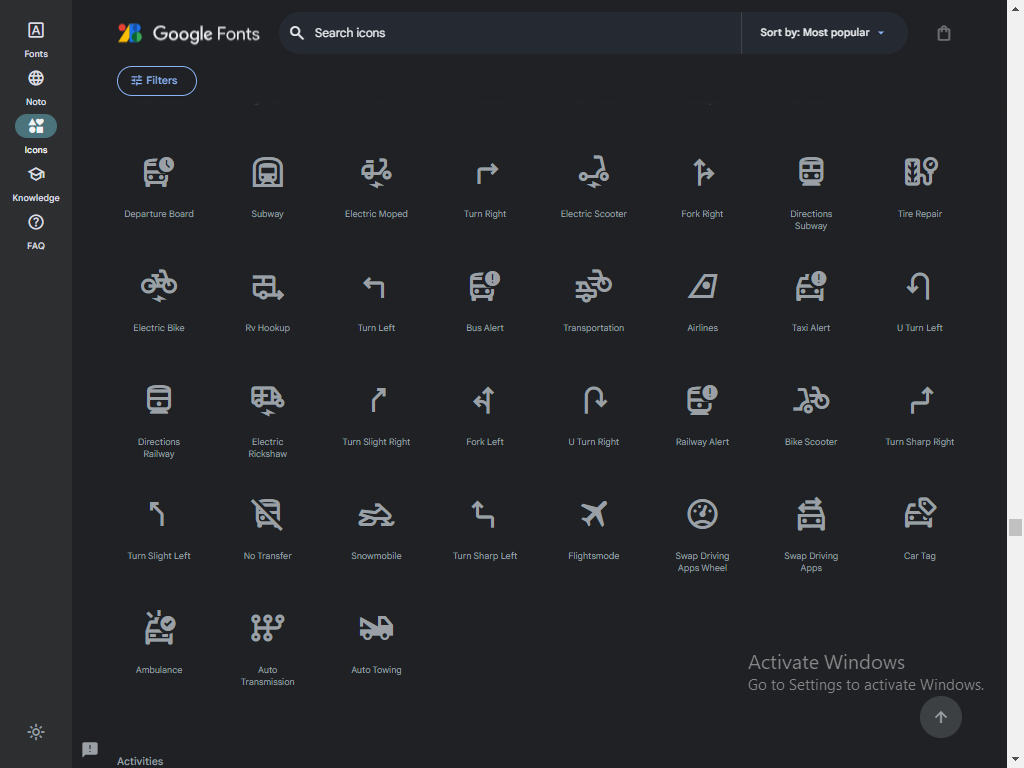 Fonts
Noto
Icons
Knowledge
FAQ
Google Fonts
Search icons
Sort by: Most popular
Filters
Departure Board
Subway
Electric Moped
Turn Right
Electric Scooter
Fork Right
Directions
Subway
Tire Repair
Electric Bike
Rv Hookup
Turn Left
Bus Alert
Transportation
Airlines
Taxi Alert
U Turn Left
Directions
Railway
Electric
Rickshaw
Turn Slight Right
Fork Left
U Turn Right
Railway Alert
Bike Scooter
Turn Sharp Right
Turn Slight Left
No Transfer
Snowmobile
Turn Sharp Left
Flightsmode
Swap Driving
Apps Wheel
Swap Driving
Apps
Car Tag
Ambulance
Auto
Transmission
Auto Towing
Activate Windows
Go to Settings to activate Windows.
Activities